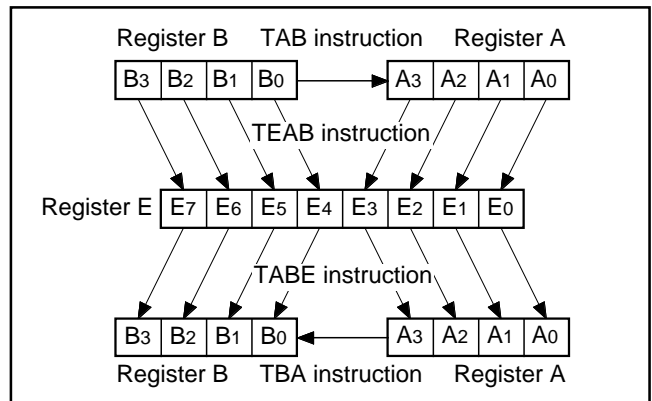 Register B TAB instruction Register A
B3 B2 B1 B0 A3 A2 A1 A0
TEAB instruction
Register E E7 E6 E5 E4 E3 E2 E1 E0
TABE instruction
B3 B2 B1 B0 A3 A2 A1 A0
Register B TBA instruction Register A